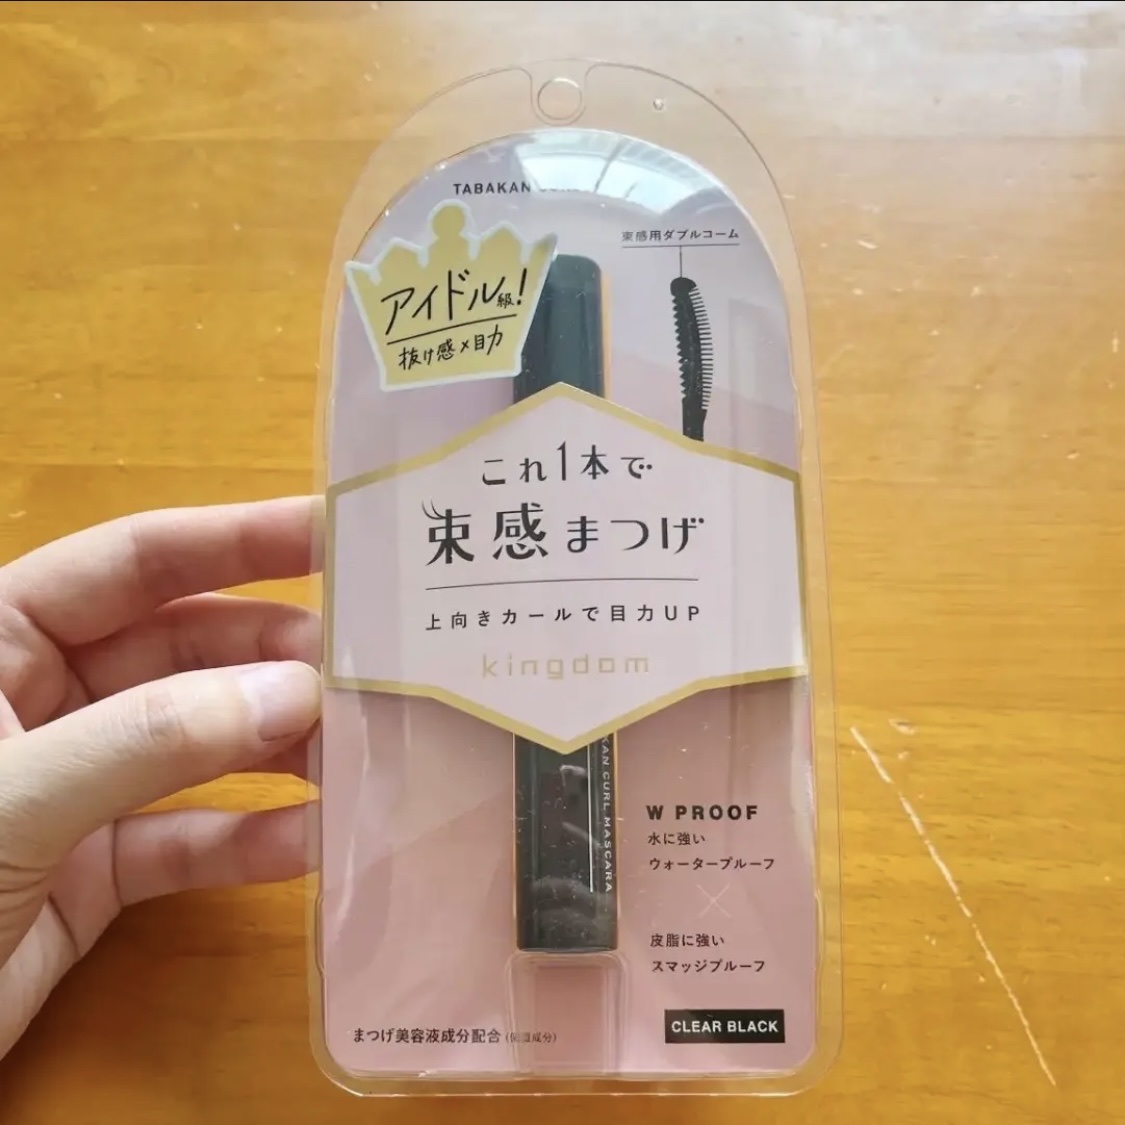 TABAKAN
アイドル級!
抜け感×目力
束感用ダブルコーム
これ1本で
束感まつげ
上向きカールで目力UP
kingdom
CURL MASCARA
W PROOF
水に強い
ウォータープルーフ
×
皮脂に強い
スマッジプルーフ
CLEAR BLACK
まつげ美容液成分配合